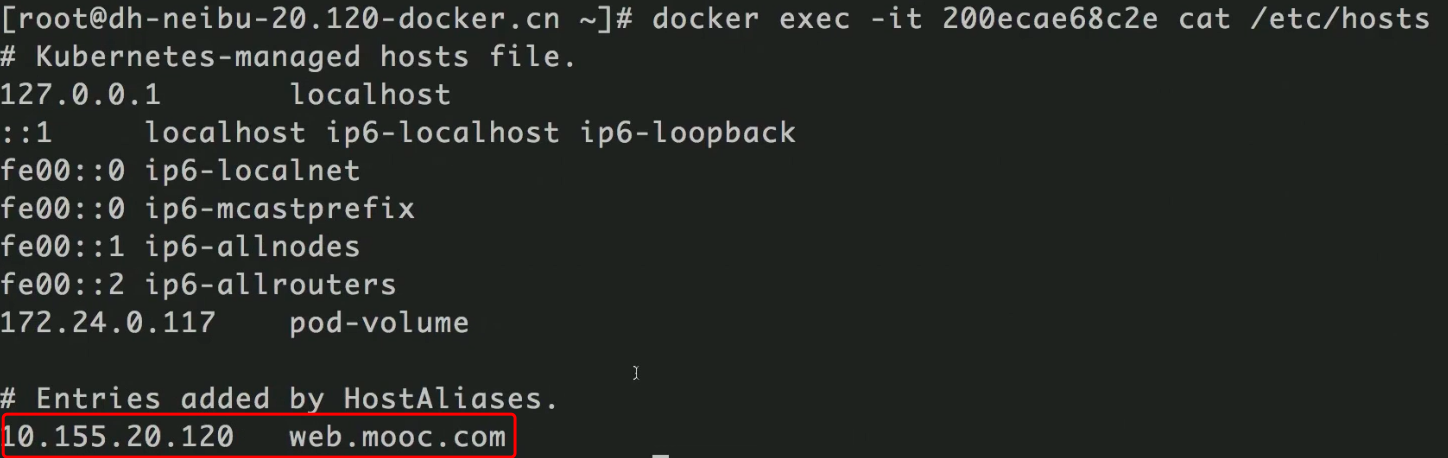 [root@dh-neibu-20.120-docker.cn ~]# docker exec -it 200ecae68c2e cat /etc/hosts
# Kubernetes-managed hosts file.
127.0.0.1       localhost
::1     localhost ip6-localhost ip6-loopback
fe00::0 ip6-localnet
fe00::0 ip6-mcastprefix
fe00::1 ip6-allnodes
fe00::2 ip6-allrouters
172.24.0.117    pod-volume
# Entries added by HostAliases.
10.155.20.120   web.mooc.com